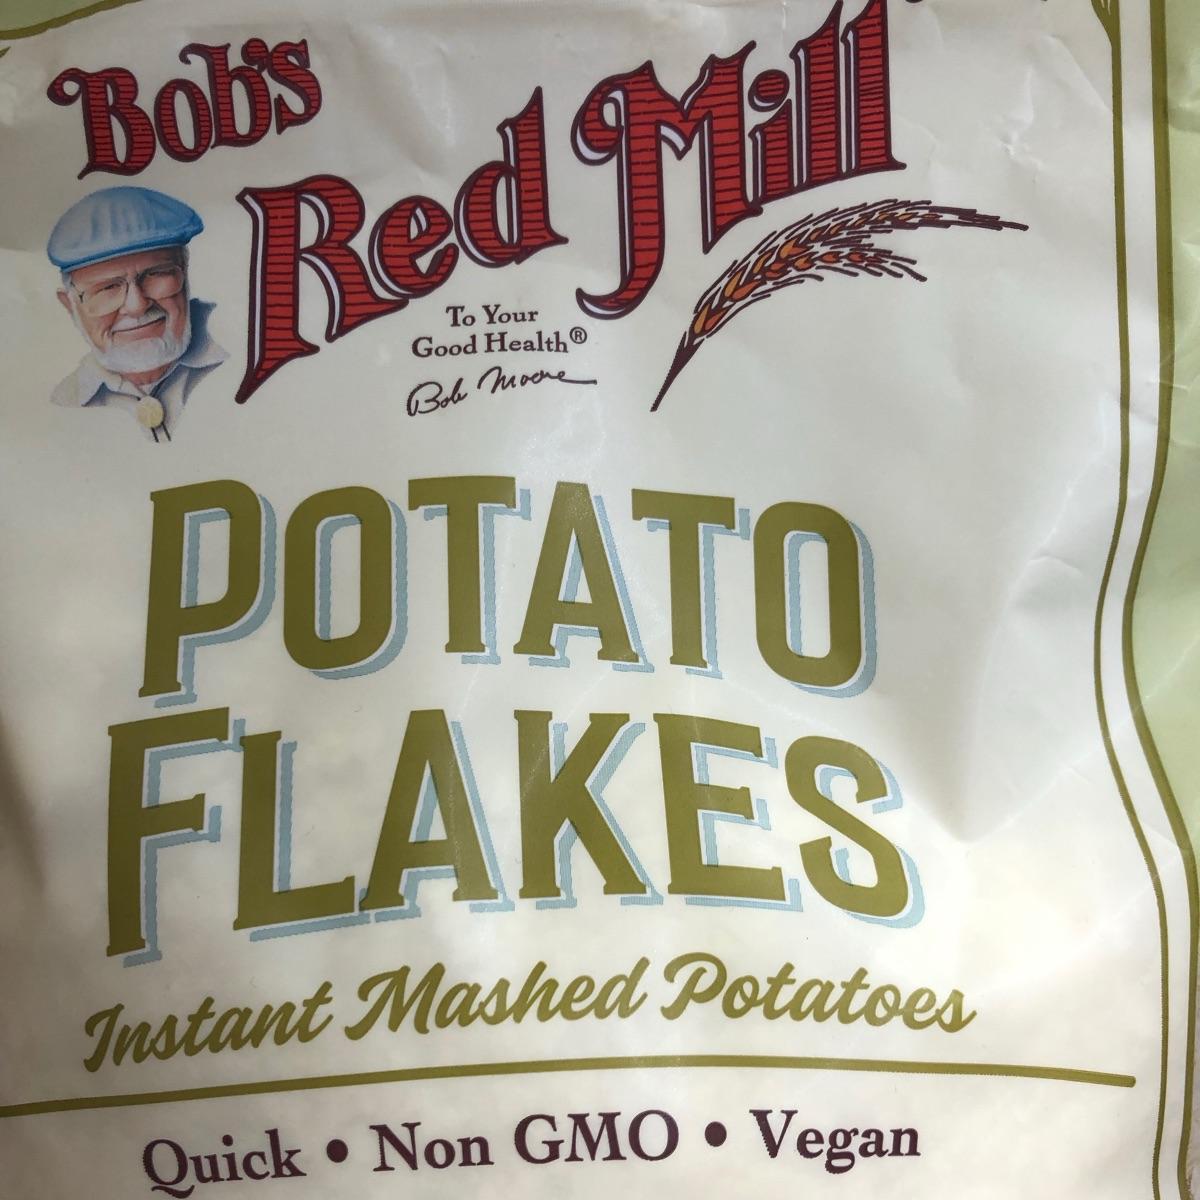 Bob's
Red Mill
To Your
Good Health®
Bob Moore
POTATO
FLAKES
Instant Mashed Potatoes
Quick • Non GMO • Vegan